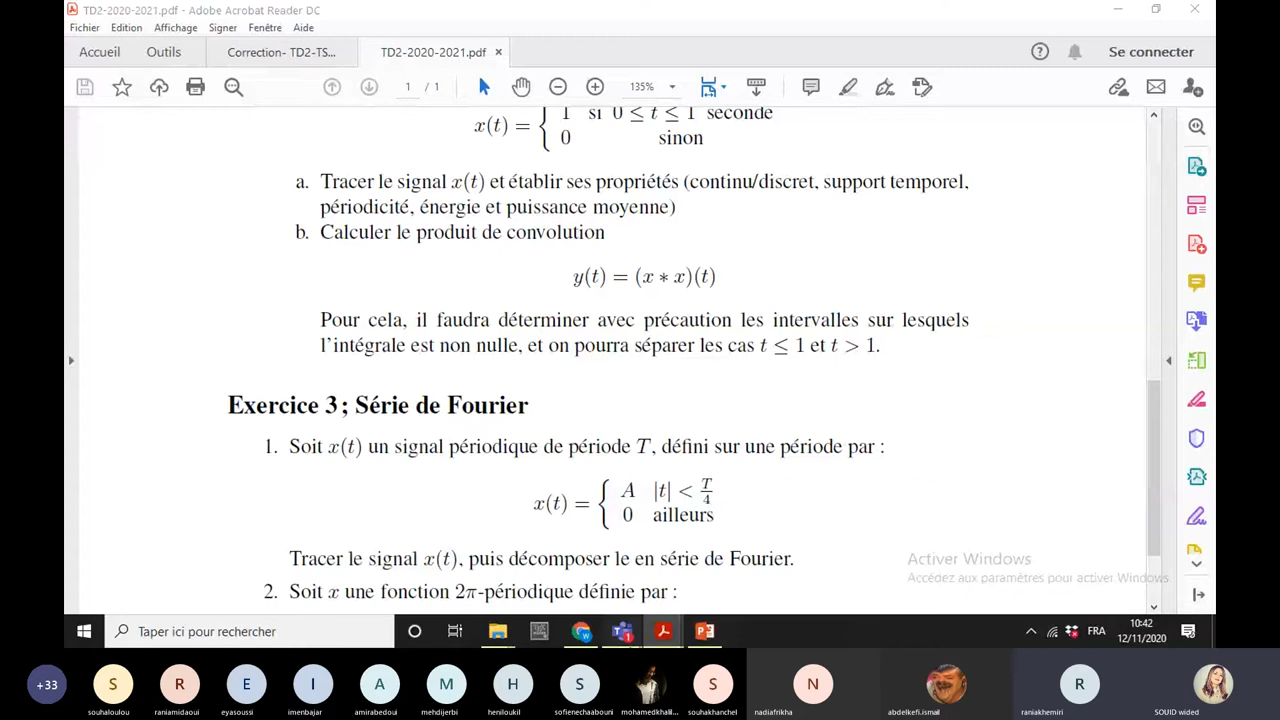 TD2-2020-2021.pdf - Adobe Acrobat Reader DC
Fichier Edition Affichage Signer Fenêtre Aide
Accueil Outils Correction- TD2-TS... TD2-2020-2021.pdf × Se connecter
1 / 1 135%
x(t) = { 1 si 0 ≤ t ≤ 1 seconde
0 sinon
a. Tracer le signal x(t) et établir ses propriétés (continu/discret, support temporel,
périodicité, énergie et puissance moyenne)
b. Calculer le produit de convolution
y(t) = (x ∗ x)(t)
Pour cela, il faudra déterminer avec précaution les intervalles sur lesquels
l'intégrale est non nulle, et on pourra séparer les cas t ≤ 1 et t > 1.
Exercice 3 ; Série de Fourier
1. Soit x(t) un signal périodique de période T, défini sur une période par :
x(t) = { A |t| < T/4
0 ailleurs
Tracer le signal x(t), puis décomposer le en série de Fourier.
2. Soit x une fonction 2π-périodique définie par :
Activer Windows
Accédez aux paramètres pour activer Windows
Taper ici pour rechercher
FRA
10:42
12/11/2020
+33 S R E I A M H S S N R
souhaloulou raniamidaoui eyasoussi imenbajar amirabedoui mehdijerbi heniloukil sofienechaabouni mohamedkhalil... souhakhanchel nadiafrikha abdelkefi.ismail raniakhemiri SOUID wided